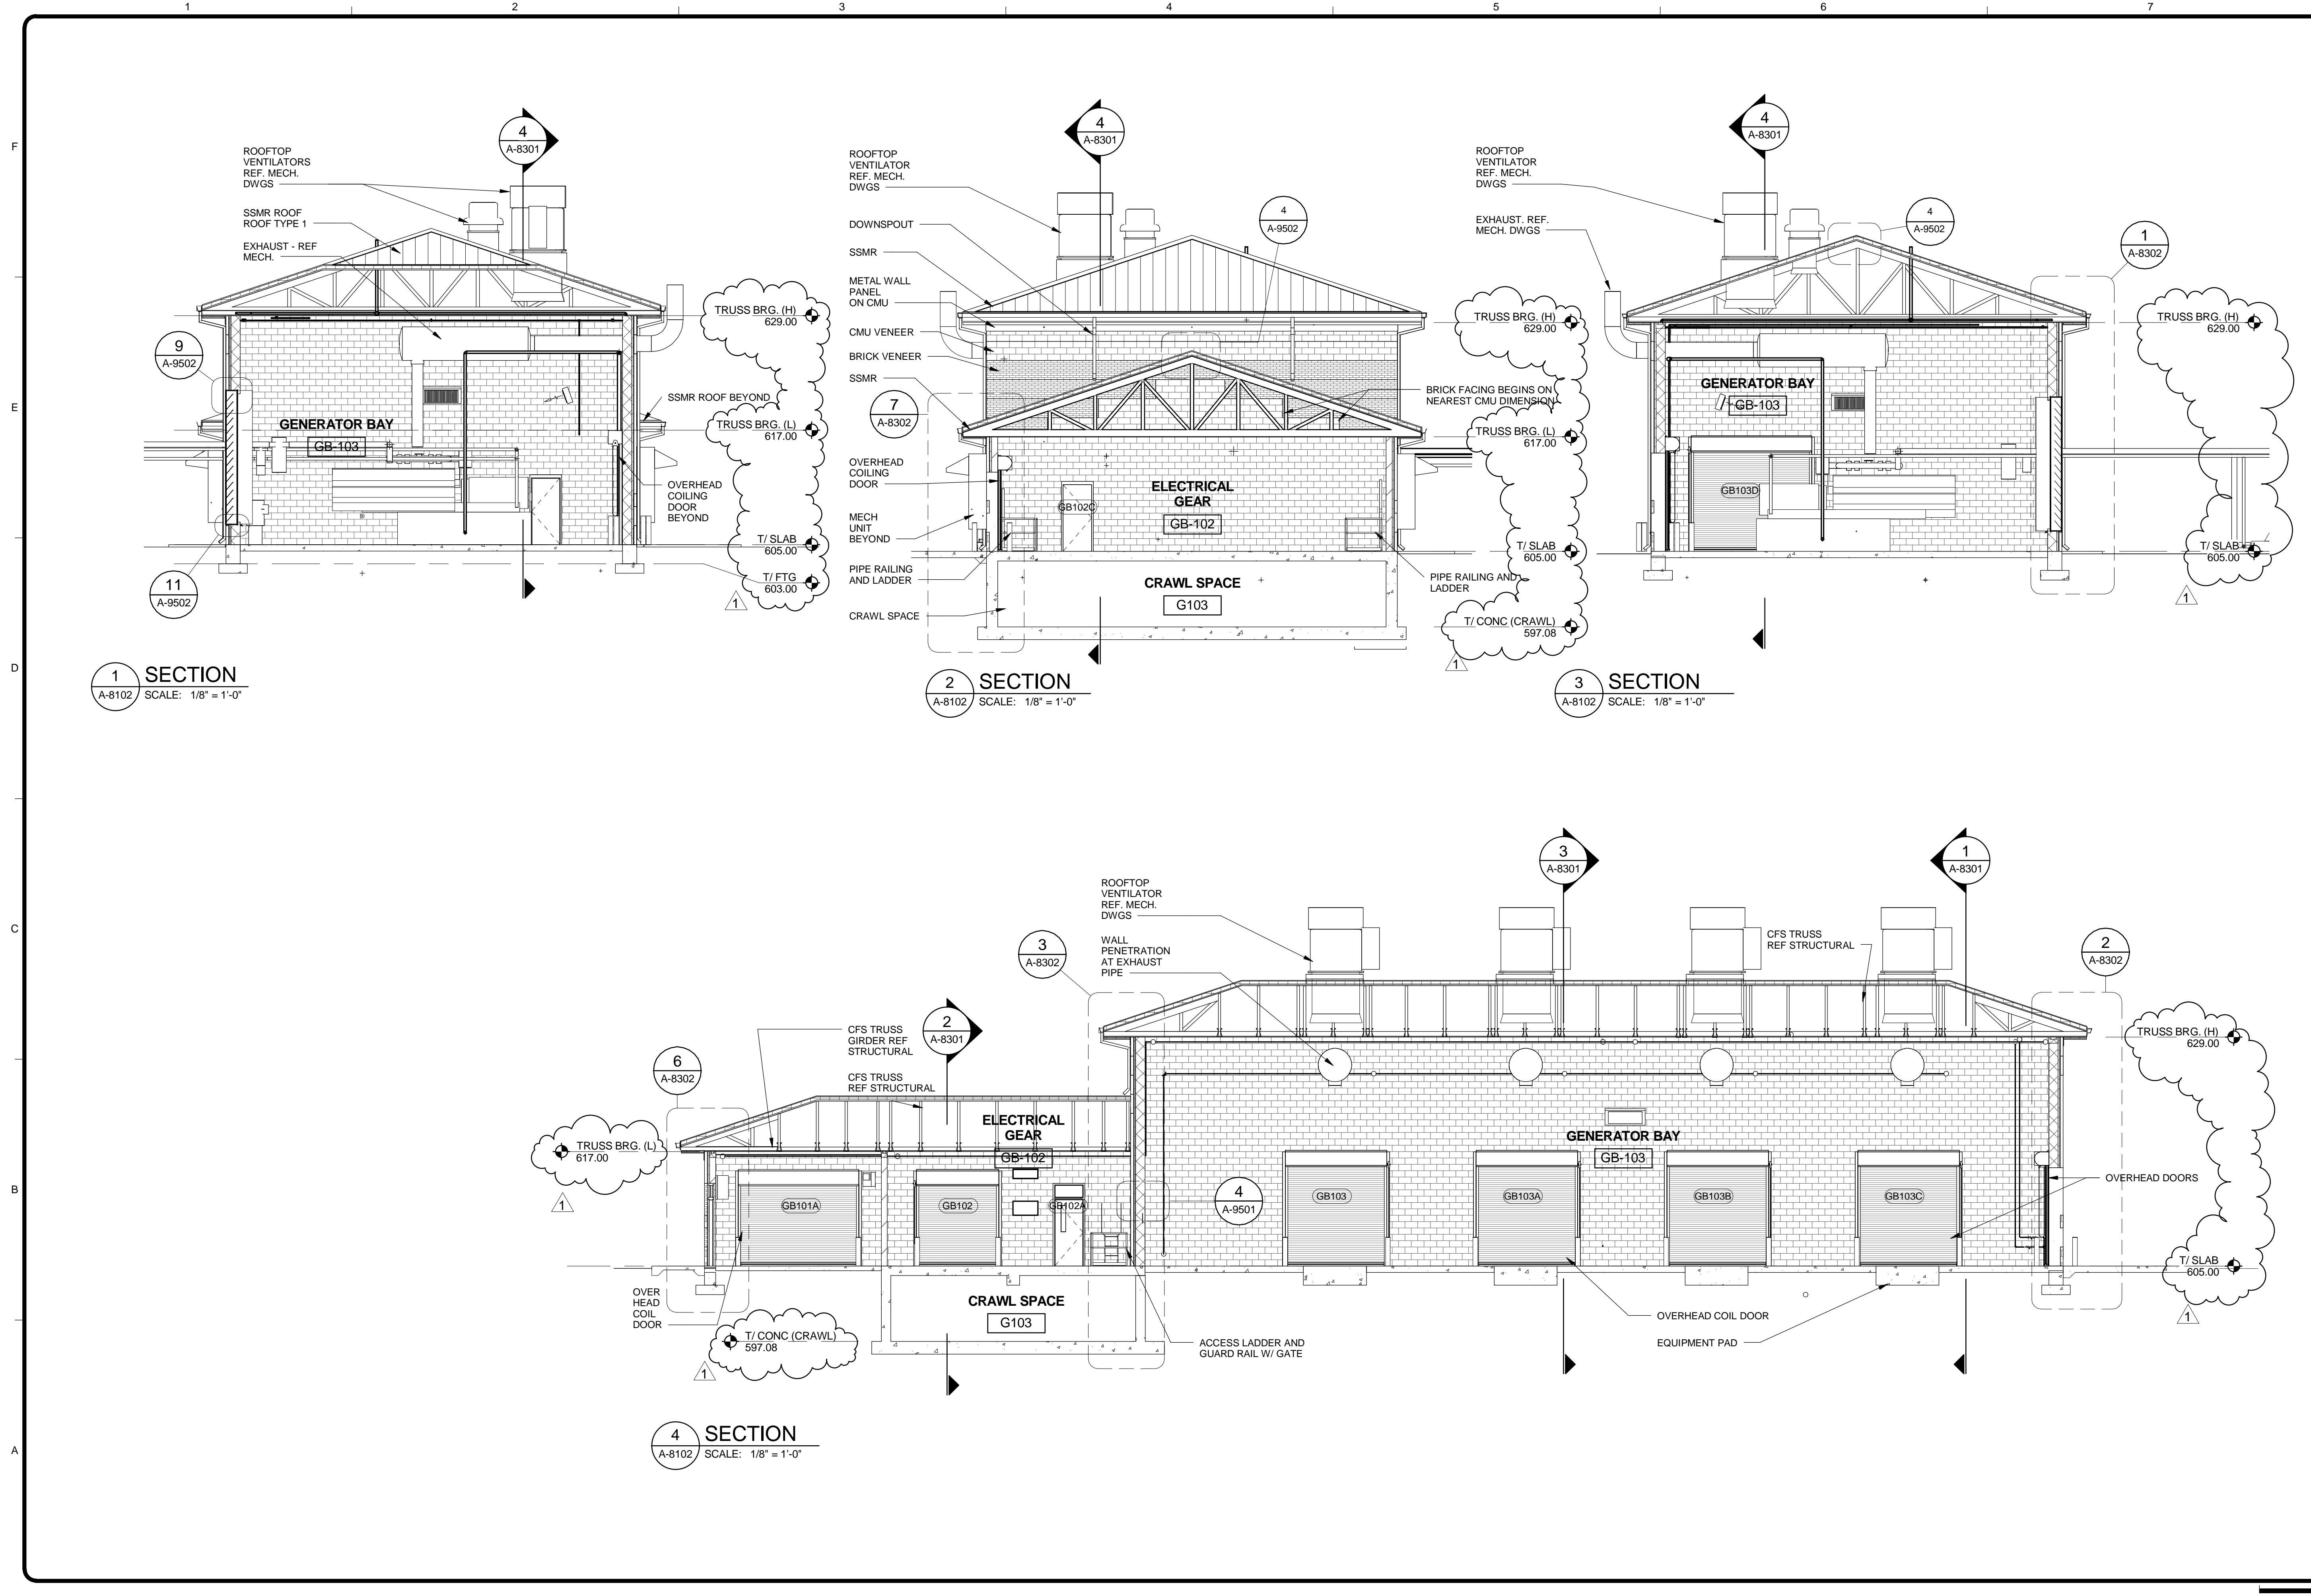 1 2 3 4 5 6 7
F
E
D
C
B
A
4
A-8301
ROOFTOP
VENTILATORS
REF. MECH.
DWGS
SSMR ROOF
ROOF TYPE 1
EXHAUST - REF
MECH.
9
A-9502
GENERATOR BAY
GB-103
11
A-9502
SSMR ROOF BEYOND
OVERHEAD
COILING
DOOR
BEYOND
TRUSS BRG. (H)
629.00
TRUSS BRG. (L)
617.00
T/ SLAB
605.00
T/ FTG
603.00
1
1
A-8102
SECTION
SCALE: 1/8" = 1'-0"
4
A-8301
4
A-9502
ROOFTOP
VENTILATOR
REF. MECH.
DWGS
DOWNSPOUT
SSMR
METAL WALL
PANEL
ON CMU
CMU VENEER
BRICK VENEER
SSMR
7
A-8302
OVERHEAD
COILING
DOOR
MECH
UNIT
BEYOND
PIPE RAILING
AND LADDER
CRAWL SPACE
GB102C
ELECTRICAL
GEAR
GB-102
CRAWL SPACE
G103
BRICK FACING BEGINS ON
NEAREST CMU DIMENSION
PIPE RAILING AND
LADDER
TRUSS BRG. (H)
629.00
TRUSS BRG. (L)
617.00
T/ SLAB
605.00
T/ CONC (CRAWL)
597.08
1
2
A-8102
SECTION
SCALE: 1/8" = 1'-0"
4
A-8301
ROOFTOP
VENTILATOR
REF. MECH.
DWGS
EXHAUST. REF.
MECH. DWGS
4
A-9502
1
A-8302
GENERATOR BAY
GB-103
GB103D
TRUSS BRG. (H)
629.00
T/ SLAB
605.00
1
3
A-8102
SECTION
SCALE: 1/8" = 1'-0"
3
A-8301
1
A-8301
ROOFTOP
VENTILATOR
REF. MECH.
DWGS
WALL
PENETRATION
AT EXHAUST
PIPE
CFS TRUSS
REF STRUCTURAL
3
A-8302
2
A-8302
2
A-8301
CFS TRUSS
GIRDER REF
STRUCTURAL
CFS TRUSS
REF STRUCTURAL
6
A-8302
TRUSS BRG. (L)
617.00
1
ELECTRICAL
GEAR
GB-102
GB101A
GB102
GB102A
4
A-9501
GENERATOR BAY
GB-103
GB103
GB103A
GB103B
GB103C
OVERHEAD DOORS
TRUSS BRG. (H)
629.00
T/ SLAB
605.00
1
OVER
HEAD
COIL
DOOR
T/ CONC (CRAWL)
597.08
1
CRAWL SPACE
G103
ACCESS LADDER AND
GUARD RAIL W/ GATE
OVERHEAD COIL DOOR
EQUIPMENT PAD
4
A-8102
SECTION
SCALE: 1/8" = 1'-0"